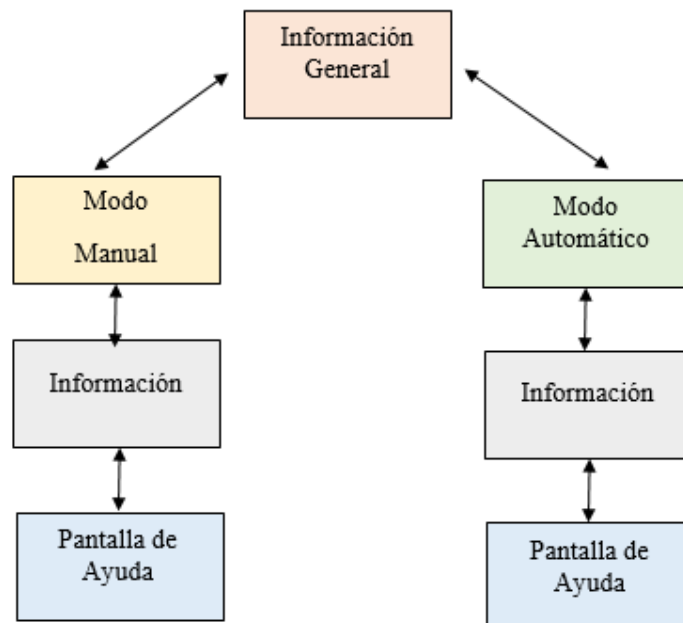 Información
General
Modo
Manual
Modo
Automático
Información
Información
Pantalla de
Ayuda
Pantalla de
Ayuda